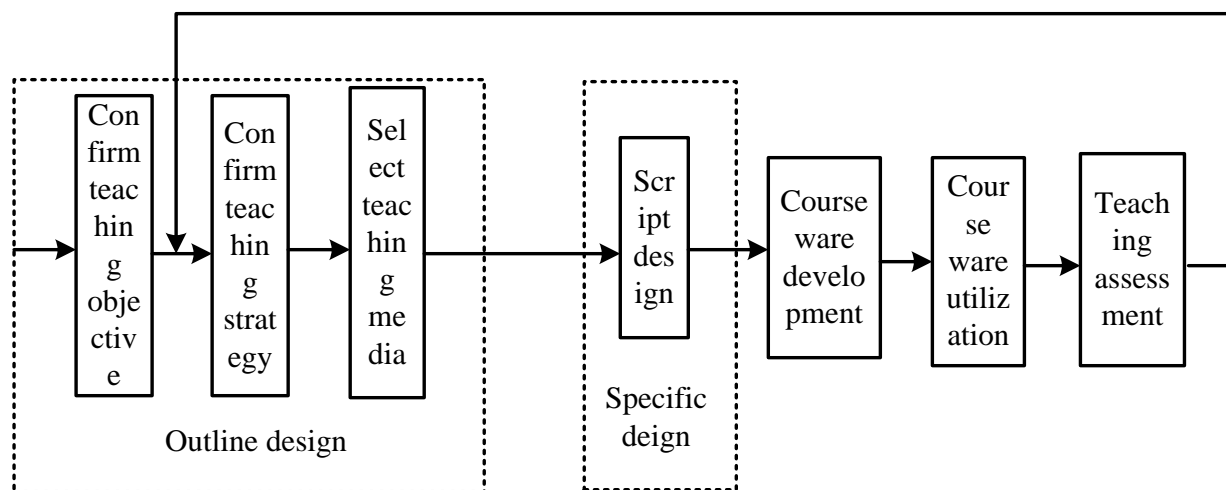 Con
firm
teac
hin
g
obje
ctiv
e
Con
firm
teac
hin
g
strat
egy
Sel
ect
teac
hin
g
me
dia
Outline design
Scr
ipt
des
ign
Specific
deign
Course
ware
develo
pment
Cour
se
ware
utiliz
ation
Teach
ing
assess
ment